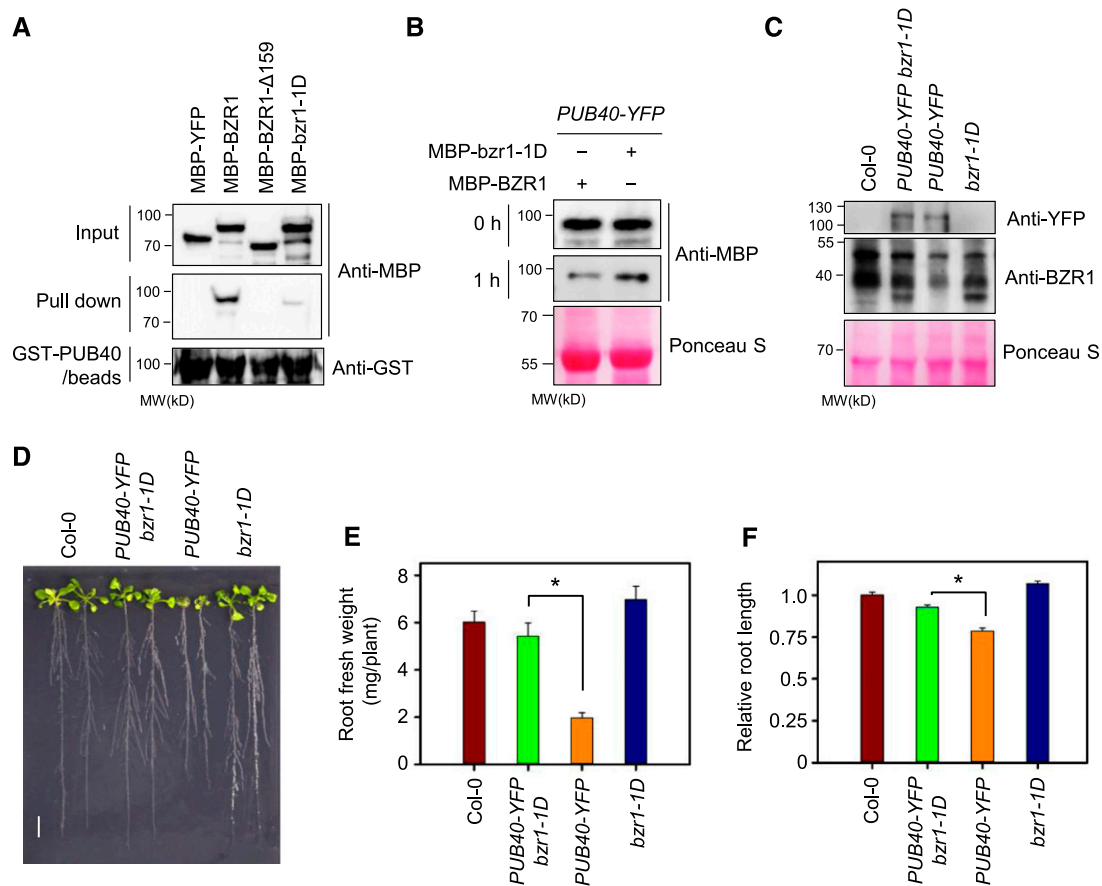 A
MBP-YFP
MBP-BZR1
MBP-BZR1-Δ159
MBP-bzr1-1D
Input
100
70
Pull down
100
70
Anti-MBP
GST-PUB40
/beads
100
Anti-GST
MW(kD)
B
PUB40-YFP
MBP-bzr1-1D − +
MBP-BZR1 + −
0 h
100
1 h
100
Anti-MBP
70
55
Ponceau S
MW(kD)
C
Col-0
PUB40-YFP bzr1-1D
PUB40-YFP
bzr1-1D
130
100
Anti-YFP
55
40
Anti-BZR1
70
Ponceau S
MW(kD)
D
Col-0
PUB40-YFP
bzr1-1D
PUB40-YFP
bzr1-1D
E
Root fresh weight
(mg/plant)
8
6
4
2
0
*
Col-0
PUB40-YFP
bzr1-1D
PUB40-YFP
bzr1-1D
F
Relative root length
1.0
0.75
0.5
0.25
0
*
Col-0
PUB40-YFP
bzr1-1D
PUB40-YFP
bzr1-1D